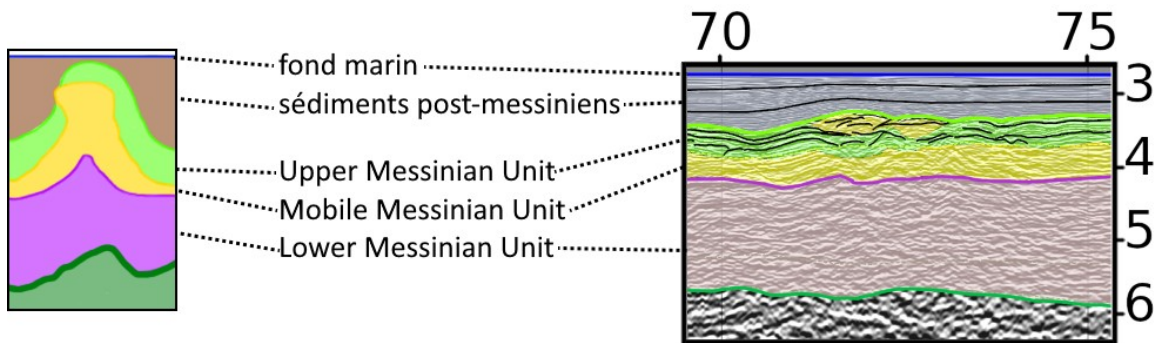 70 75
fond marin
sédiments post-messiniens
Upper Messinian Unit
Mobile Messinian Unit
Lower Messinian Unit
3
4
5
6